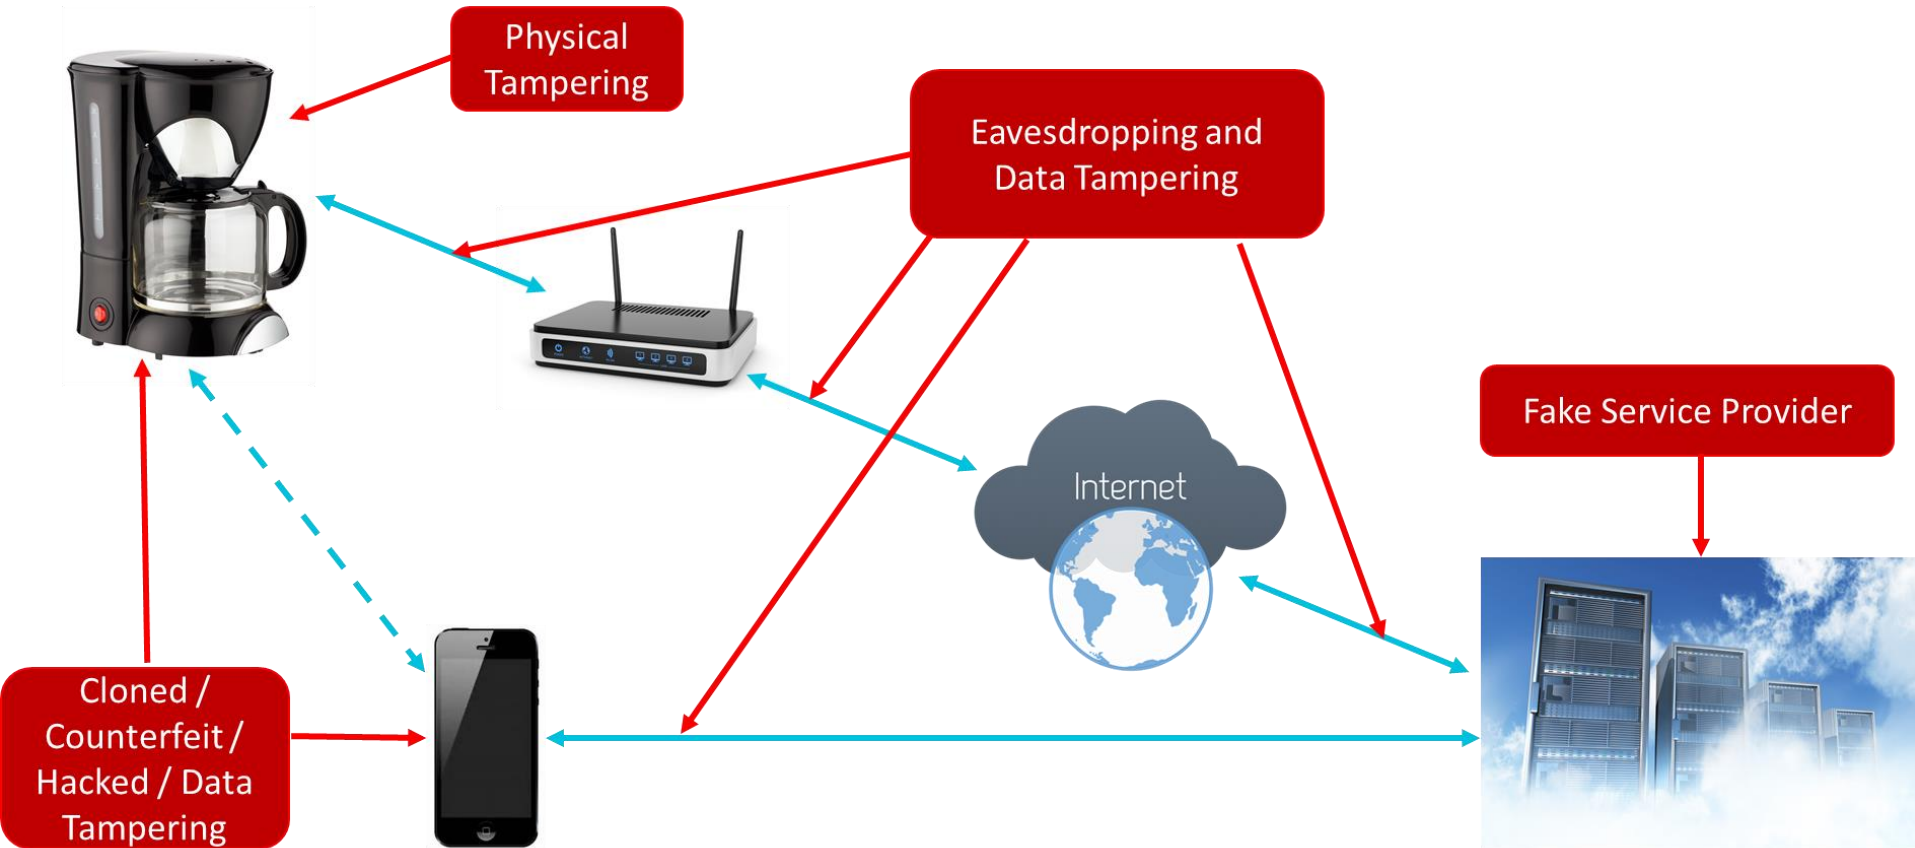 Physical
Tampering
Eavesdropping and
Data Tampering
Fake Service Provider
Internet
Cloned /
Counterfeit /
Hacked / Data
Tampering